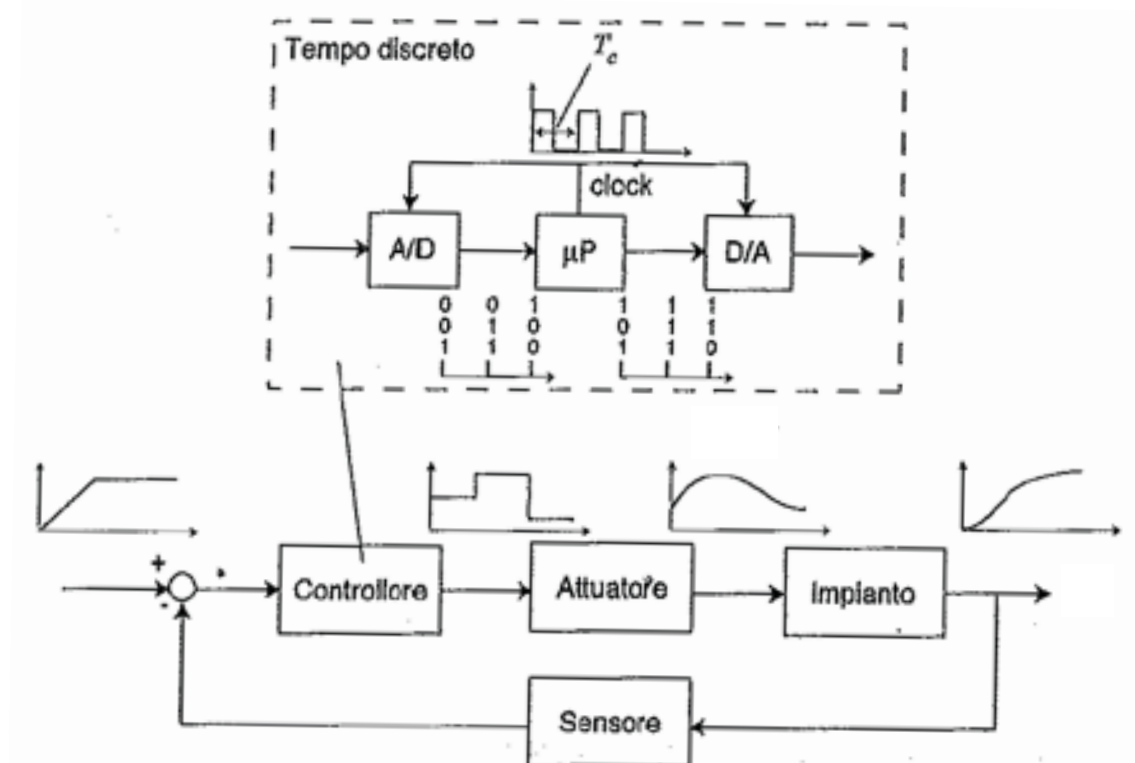 Tempo discreto
T_c
clock
A/D
μP
D/A
0 0 1 1 1 1
0 1 0 0 1 1
1 1 0 1 1 0
+
-
Controllore
Attuatore
Impianto
Sensore